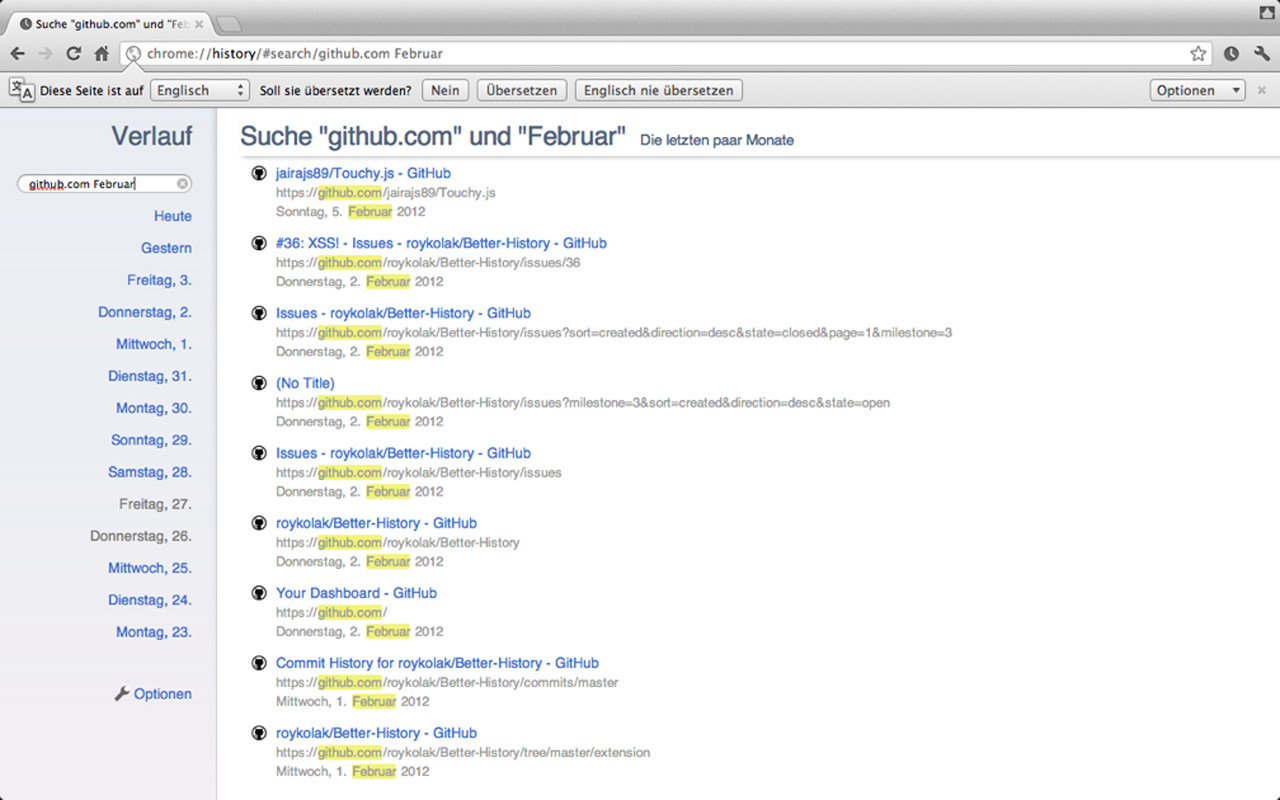 Suche "github.com" und "Feb
chrome://history/#search/github.com Februar
Diese Seite ist auf Englisch Soll sie übersetzt werden? Nein Übersetzen Englisch nie übersetzen Optionen
Verlauf
github.com Februar
Heute
Gestern
Freitag, 3.
Donnerstag, 2.
Mittwoch, 1.
Dienstag, 31.
Montag, 30.
Sonntag, 29.
Samstag, 28.
Freitag, 27.
Donnerstag, 26.
Mittwoch, 25.
Dienstag, 24.
Montag, 23.
Optionen
Suche "github.com" und "Februar" Die letzten paar Monate
jairajs89/Touchy.js - GitHub
https://github.com/jairajs89/Touchy.js
Sonntag, 5. Februar 2012
#36: XSS! - Issues - roykolak/Better-History - GitHub
https://github.com/roykolak/Better-History/issues/36
Donnerstag, 2. Februar 2012
Issues - roykolak/Better-History - GitHub
https://github.com/roykolak/Better-History/issues?sort=created&direction=desc&state=closed&page=1&milestone=3
Donnerstag, 2. Februar 2012
(No Title)
https://github.com/roykolak/Better-History/issues?milestone=3&sort=created&direction=desc&state=open
Donnerstag, 2. Februar 2012
Issues - roykolak/Better-History - GitHub
https://github.com/roykolak/Better-History/issues
Donnerstag, 2. Februar 2012
roykolak/Better-History - GitHub
https://github.com/roykolak/Better-History
Donnerstag, 2. Februar 2012
Your Dashboard - GitHub
https://github.com/
Donnerstag, 2. Februar 2012
Commit History for roykolak/Better-History - GitHub
https://github.com/roykolak/Better-History/commits/master
Mittwoch, 1. Februar 2012
roykolak/Better-History - GitHub
https://github.com/roykolak/Better-History/tree/master/extension
Mittwoch, 1. Februar 2012